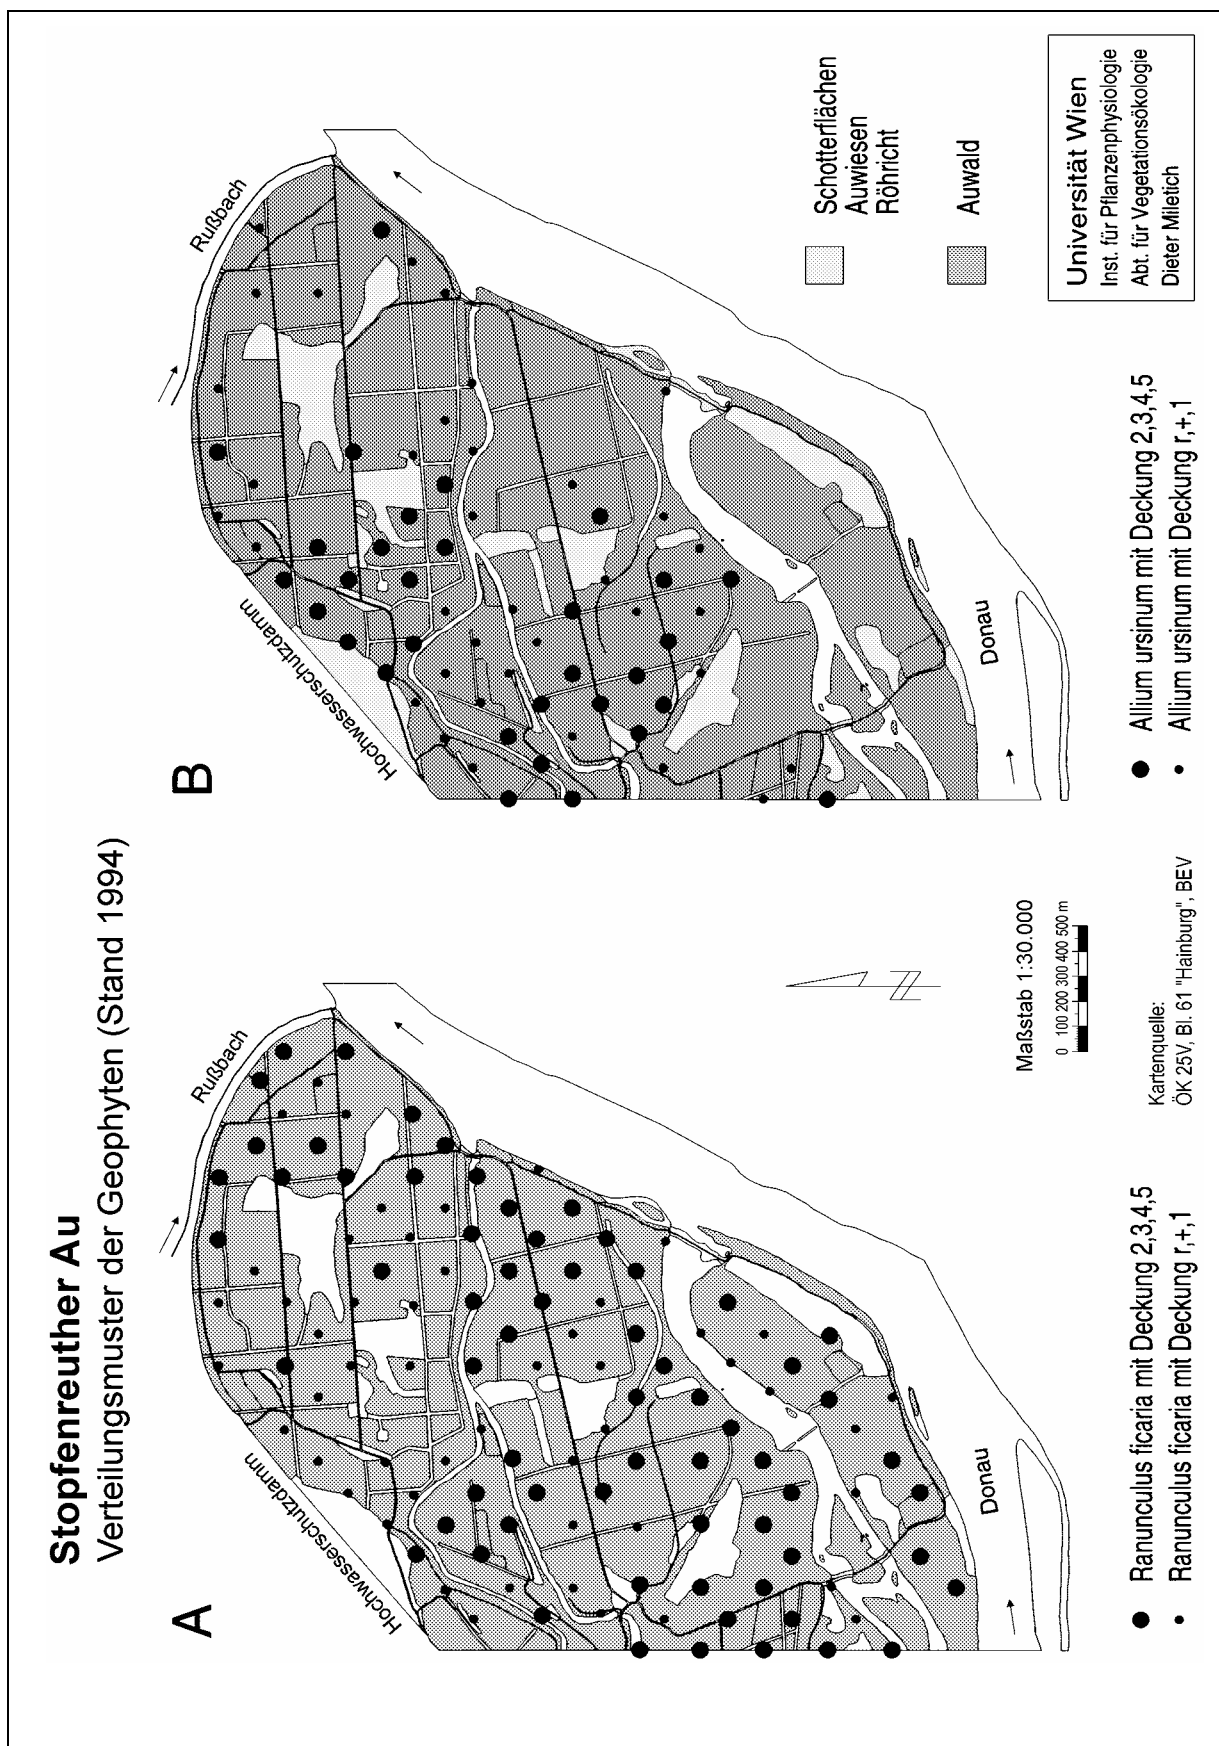 Stopfenreuther Au
Verteilungsmuster der Geophyten (Stand 1994)
A
Rußbach
Hochwasserschutzdamm
Donau
B
Rußbach
Hochwasserschutzdamm
Donau
Ranunculus ficaria mit Deckung 2,3,4,5
Ranunculus ficaria mit Deckung r,+,1
Kartenquelle:
ÖK 25V, Bl. 61 "Hainburg", BEV
Maßstab 1:30.000
0 100 200 300 400 500 m
N
Allium ursinum mit Deckung 2,3,4,5
Allium ursinum mit Deckung r,+,1
Schotterflächen
Auwiesen
Röhricht
Auwald
Universität Wien
Inst. für Pflanzenphysiologie
Abt. für Vegetationsökologie
Dieter Miletich